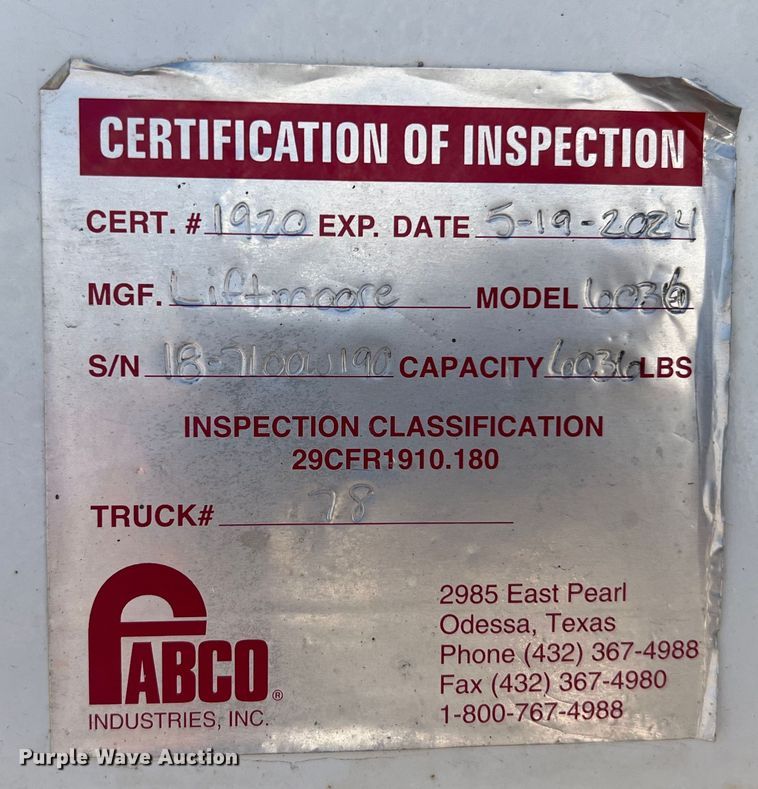 CERTIFICATION OF INSPECTION
CERT. # 1920 EXP. DATE 5-19-2024
MGF. Liftmoore MODEL
S/N CAPACITY 6036 LBS
INSPECTION CLASSIFICATION
29CFR1910.180
TRUCK# 78
FABCO®
INDUSTRIES, INC.
2985 East Pearl
Odessa, Texas
Phone (432) 367-4988
Fax (432) 367-4980
1-800-767-4988
Purple Wave Auction